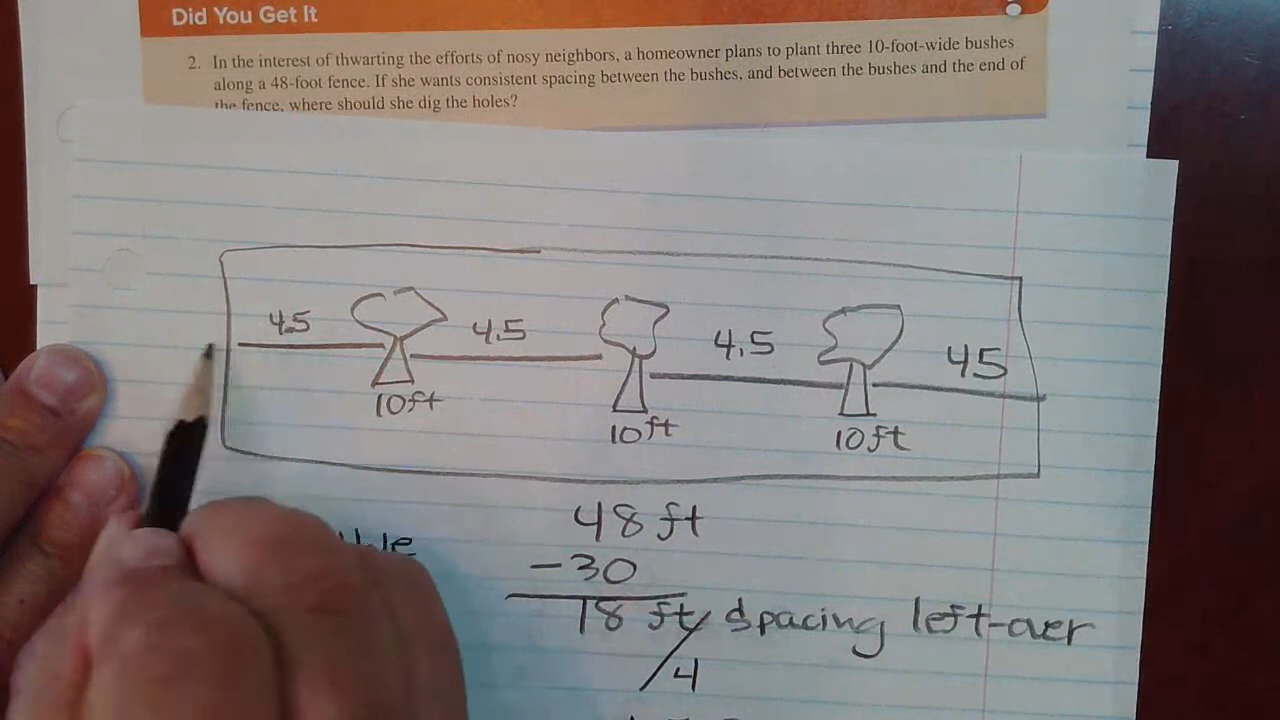 Did You Get It
2. In the interest of thwarting the efforts of nosy neighbors, a homeowner plans to plant three 10-foot-wide bushes
along a 48-foot fence. If she wants consistent spacing between the bushes, and between the bushes and the end of
the fence, where should she dig the holes?
4.5 4.5 4.5 45
10ft 10ft 10ft
48 ft
-30
18 ft spacing left-over
/4